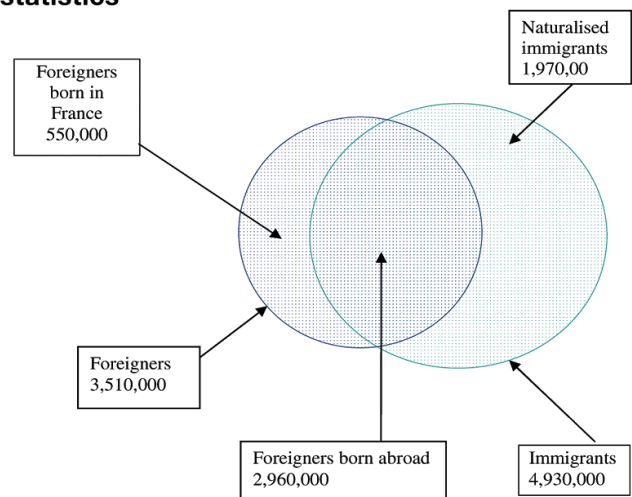 statistics
Naturalised
immigrants
1,970,00
Foreigners
born in
France
550,000
Foreigners
3,510,000
Foreigners born abroad
2,960,000
Immigrants
4,930,000